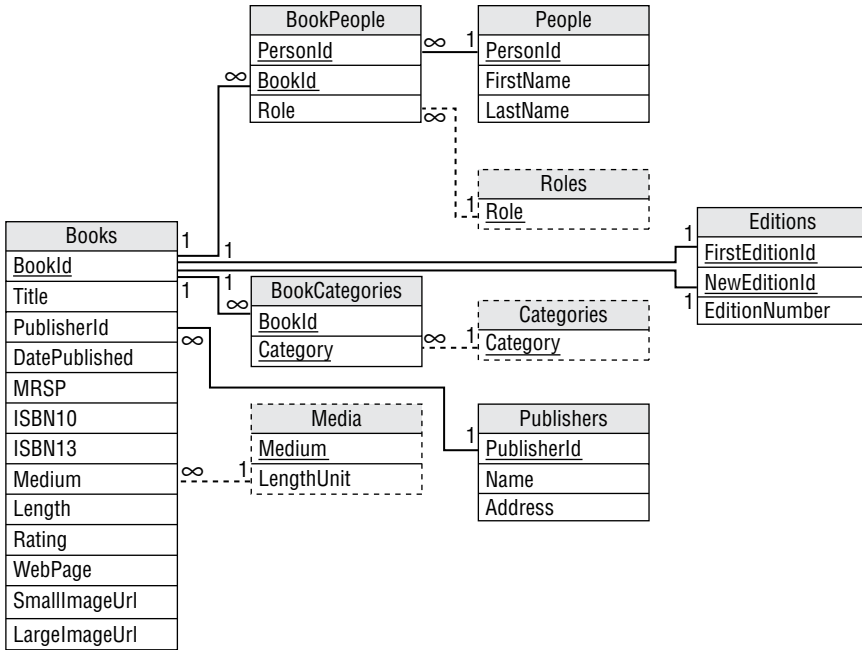 BookPeople
PersonId
BookId
Role
People
PersonId
FirstName
LastName
∞
1
∞
∞
Roles
Role
1
Books
BookId
Title
PublisherId
DatePublished
MRSP
ISBN10
ISBN13
Medium
Length
Rating
WebPage
SmallImageUrl
LargeImageUrl
1
1
1
1
∞
∞
∞
BookCategories
BookId
Category
∞
1
Categories
Category
Editions
FirstEditionId
NewEditionId
EditionNumber
1
1
Media
Medium
LengthUnit
1
Publishers
PublisherId
Name
Address
1